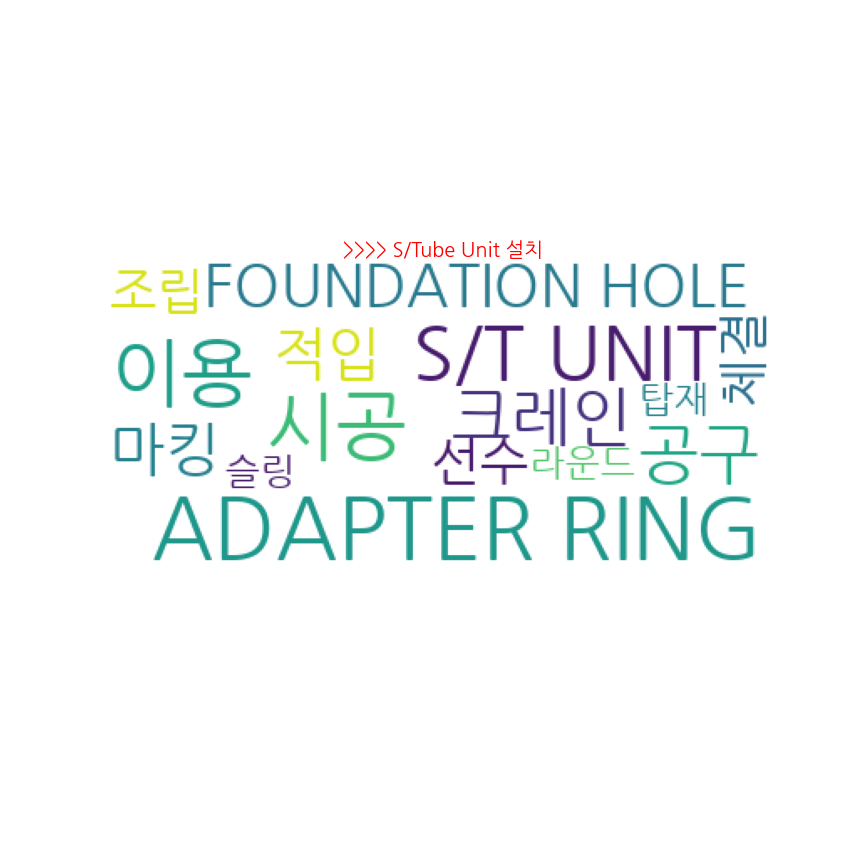 >>>> S/Tube Unit 설치
조립 FOUNDATION HOLE
이용 적입 S/T UNIT 체결
시공 크레인 탑재
마킹 슬링 선수 라운드 공구
ADAPTER RING